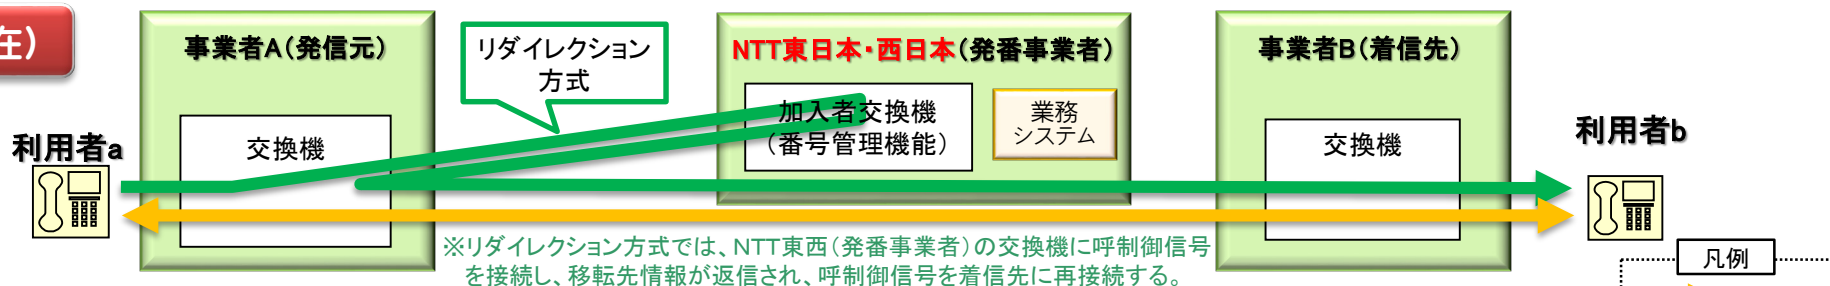 在)
事業者A(発信元)
リダイレクション
方式
NTT東日本・西日本(発番事業者)
事業者B(着信先)
加入者交換機
(番号管理機能)
業務
システム
利用者a
交換機
交換機
利用者b
※リダイレクション方式では、NTT東西(発番事業者)の交換機に呼制御信号
を接続し、移転先情報が返信され、呼制御信号を着信先に再接続する。
凡例